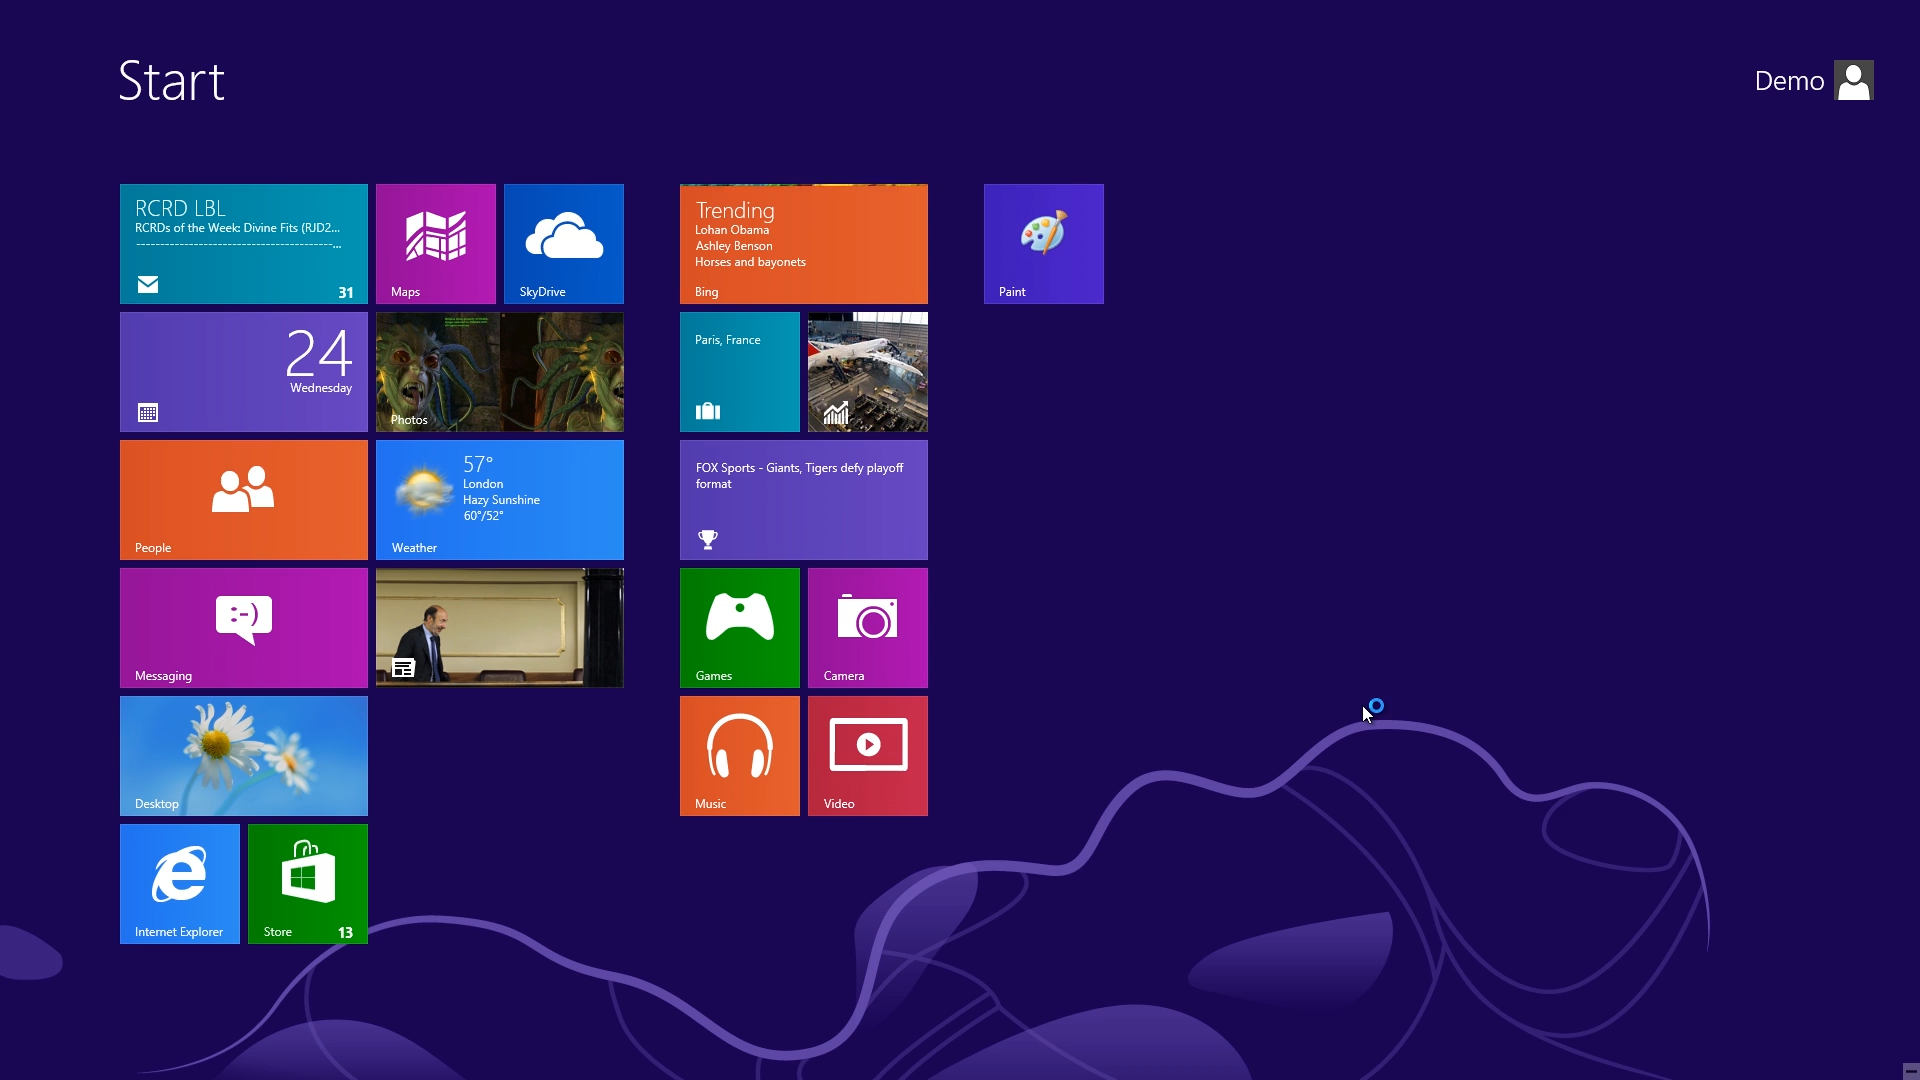 Start
Demo
RCRD LBL
RCRDs of the Week: Divine Fits (RJD2...
-------------------------------------------...
31
Maps
SkyDrive
Trending
Lohan Obama
Ashley Benson
Horses and bayonets
Bing
Paint
24
Wednesday
Photos
Paris, France
People
57°
London
Hazy Sunshine
60°/52°
Weather
FOX Sports - Giants, Tigers defy playoff
format
Messaging
:-)
Games
Camera
Desktop
Music
Video
Internet Explorer
Store
13